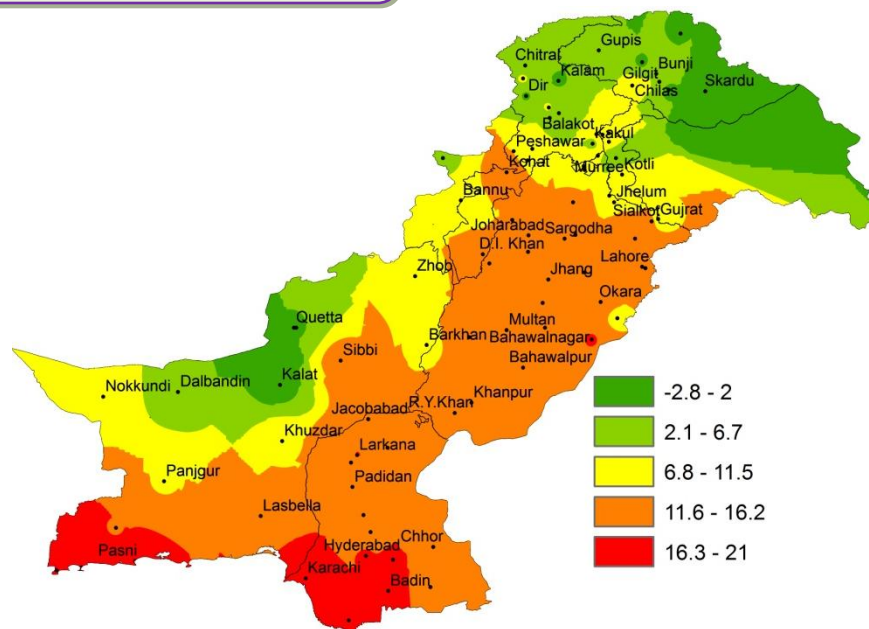 Gupis
Chitral
Bunji
Kalam
Gilgit
Skardu
Dir
Chilas
Balakot
Kakul
Peshawar
Kohat
Murree
Kotli
Bannu
Jhelum
Sialkot
Gujrat
Joharabad
Sargodha
D.I. Khan
Lahore
Zhob
Jhang
Okara
Quetta
Multan
Barkhan
Bahawalnagar
Sibbi
Bahawalpur
Kalat
Dalbandin
Nokkundi
Khanpur
R.Y.Khan
Jacobabad
Khuzdar
Larkana
Panjgur
Padidan
Lasbella
Chhor
Hyderabad
Pasni
Karachi
Badin
-2.8 - 2
2.1 - 6.7
6.8 - 11.5
11.6 - 16.2
16.3 - 21